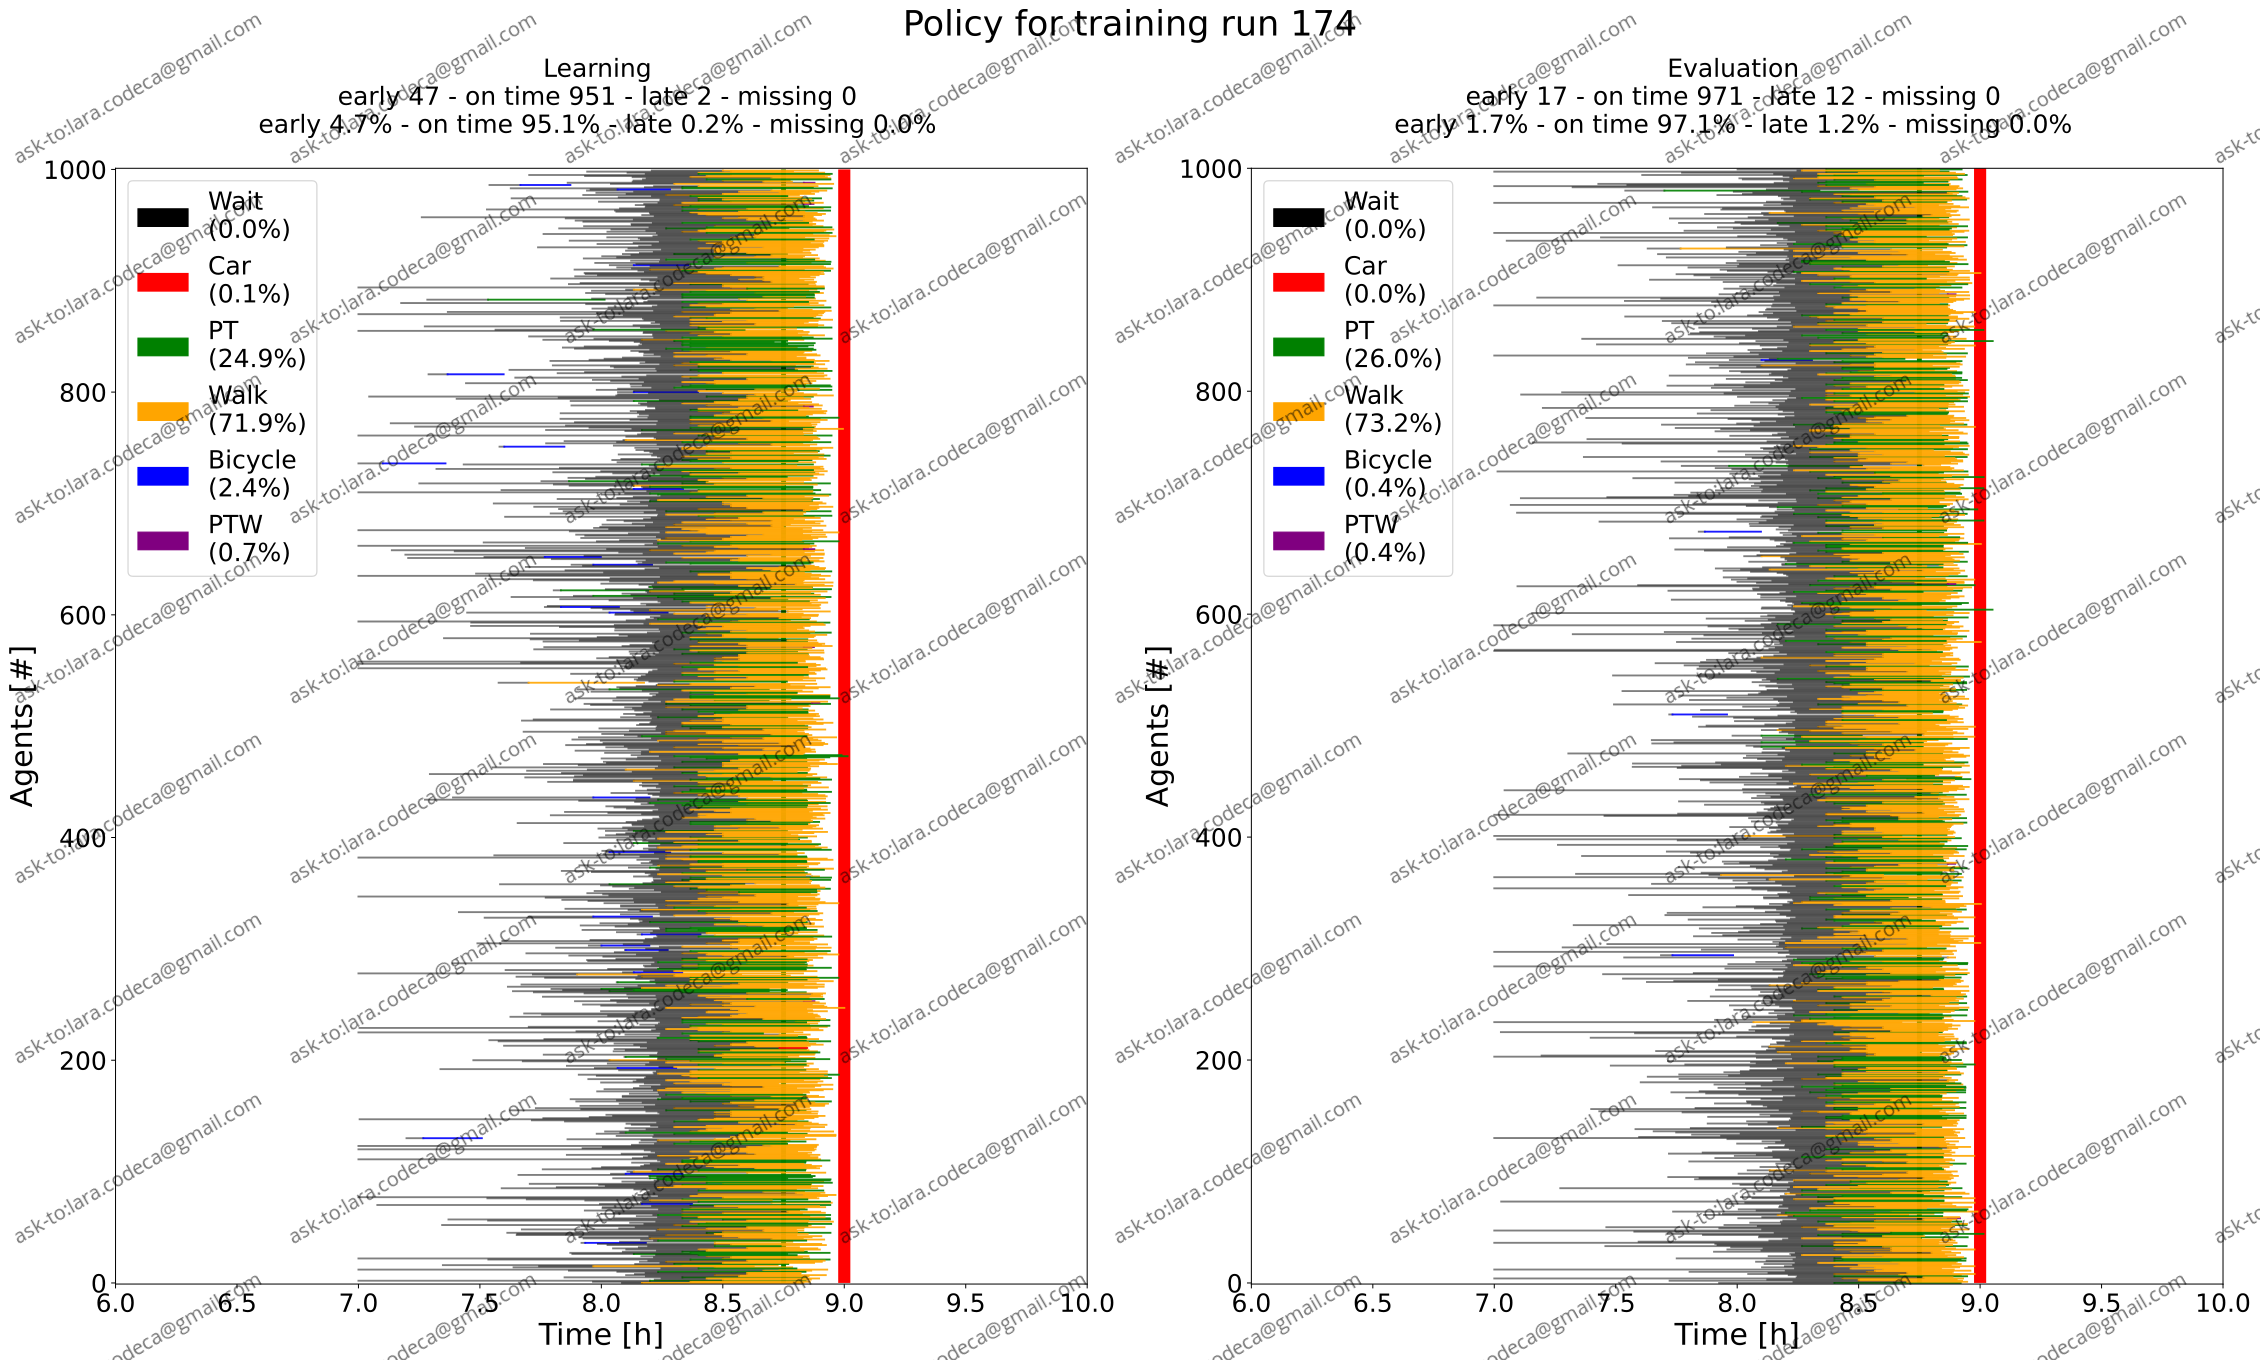 Policy for training run 174
Learning
early 47 - on time 951 - late 2 - missing 0
early 4.7% - on time 95.1% - late 0.2% - missing 0.0%
1000
800
600
400
200
0
Agents [#]
Wait
(0.0%)
Car
(0.1%)
PT
(24.9%)
Walk
(71.9%)
Bicycle
(2.4%)
PTW
(0.7%)
6.0 6.5 7.0 7.5 8.0 8.5 9.0 9.5 10.0
Time [h]
Evaluation
early 17 - on time 971 - late 12 - missing 0
early 1.7% - on time 97.1% - late 1.2% - missing 0.0%
1000
800
600
400
200
0
Agents [#]
Wait
(0.0%)
Car
(0.0%)
PT
(26.0%)
Walk
(73.2%)
Bicycle
(0.4%)
PTW
(0.4%)
6.0 6.5 7.0 7.5 8.0 8.5 9.0 9.5 10.0
Time [h]
ask-to:lara.codeca@gmail.com